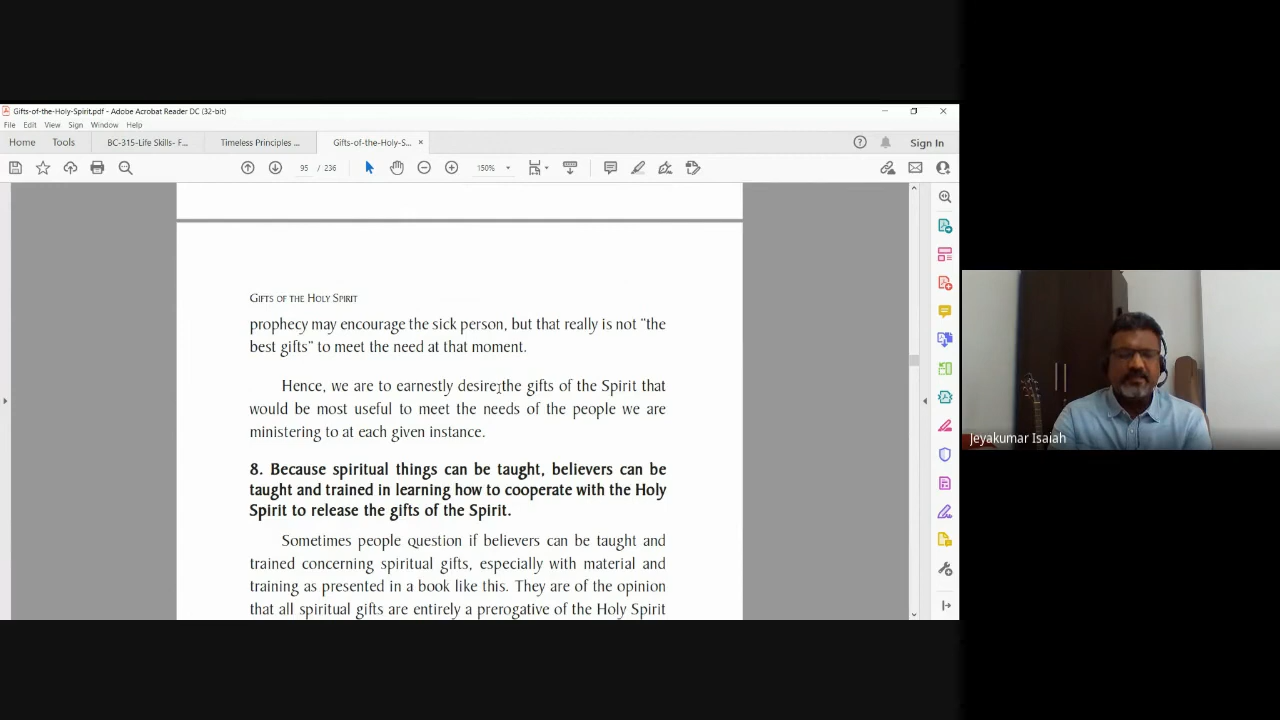 Gifts-of-the-Holy-Spirit.pdf - Adobe Acrobat Reader DC (32-bit)
File Edit View Sign Window Help
Home Tools BC-315-Life Skills- F... Timeless Principles ... Gifts-of-the-Holy-S... × Sign In
95 / 236 150%
GIFTS OF THE HOLY SPIRIT
prophecy may encourage the sick person, but that really is not "the
best gifts" to meet the need at that moment.
Hence, we are to earnestly desire the gifts of the Spirit that
would be most useful to meet the needs of the people we are
ministering to at each given instance.
8. Because spiritual things can be taught, believers can be
taught and trained in learning how to cooperate with the Holy
Spirit to release the gifts of the Spirit.
Sometimes people question if believers can be taught and
trained concerning spiritual gifts, especially with material and
training as presented in a book like this. They are of the opinion
that all spiritual gifts are entirely a prerogative of the Holy Spirit
Jeyakumar Isaiah